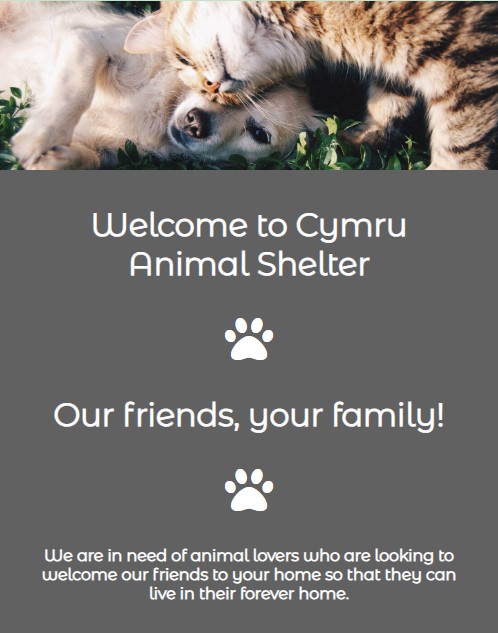 Welcome to Cymru
Animal Shelter
Our friends, your family!
We are in need of animal lovers who are looking to
welcome our friends to your home so that they can
live in their forever home.